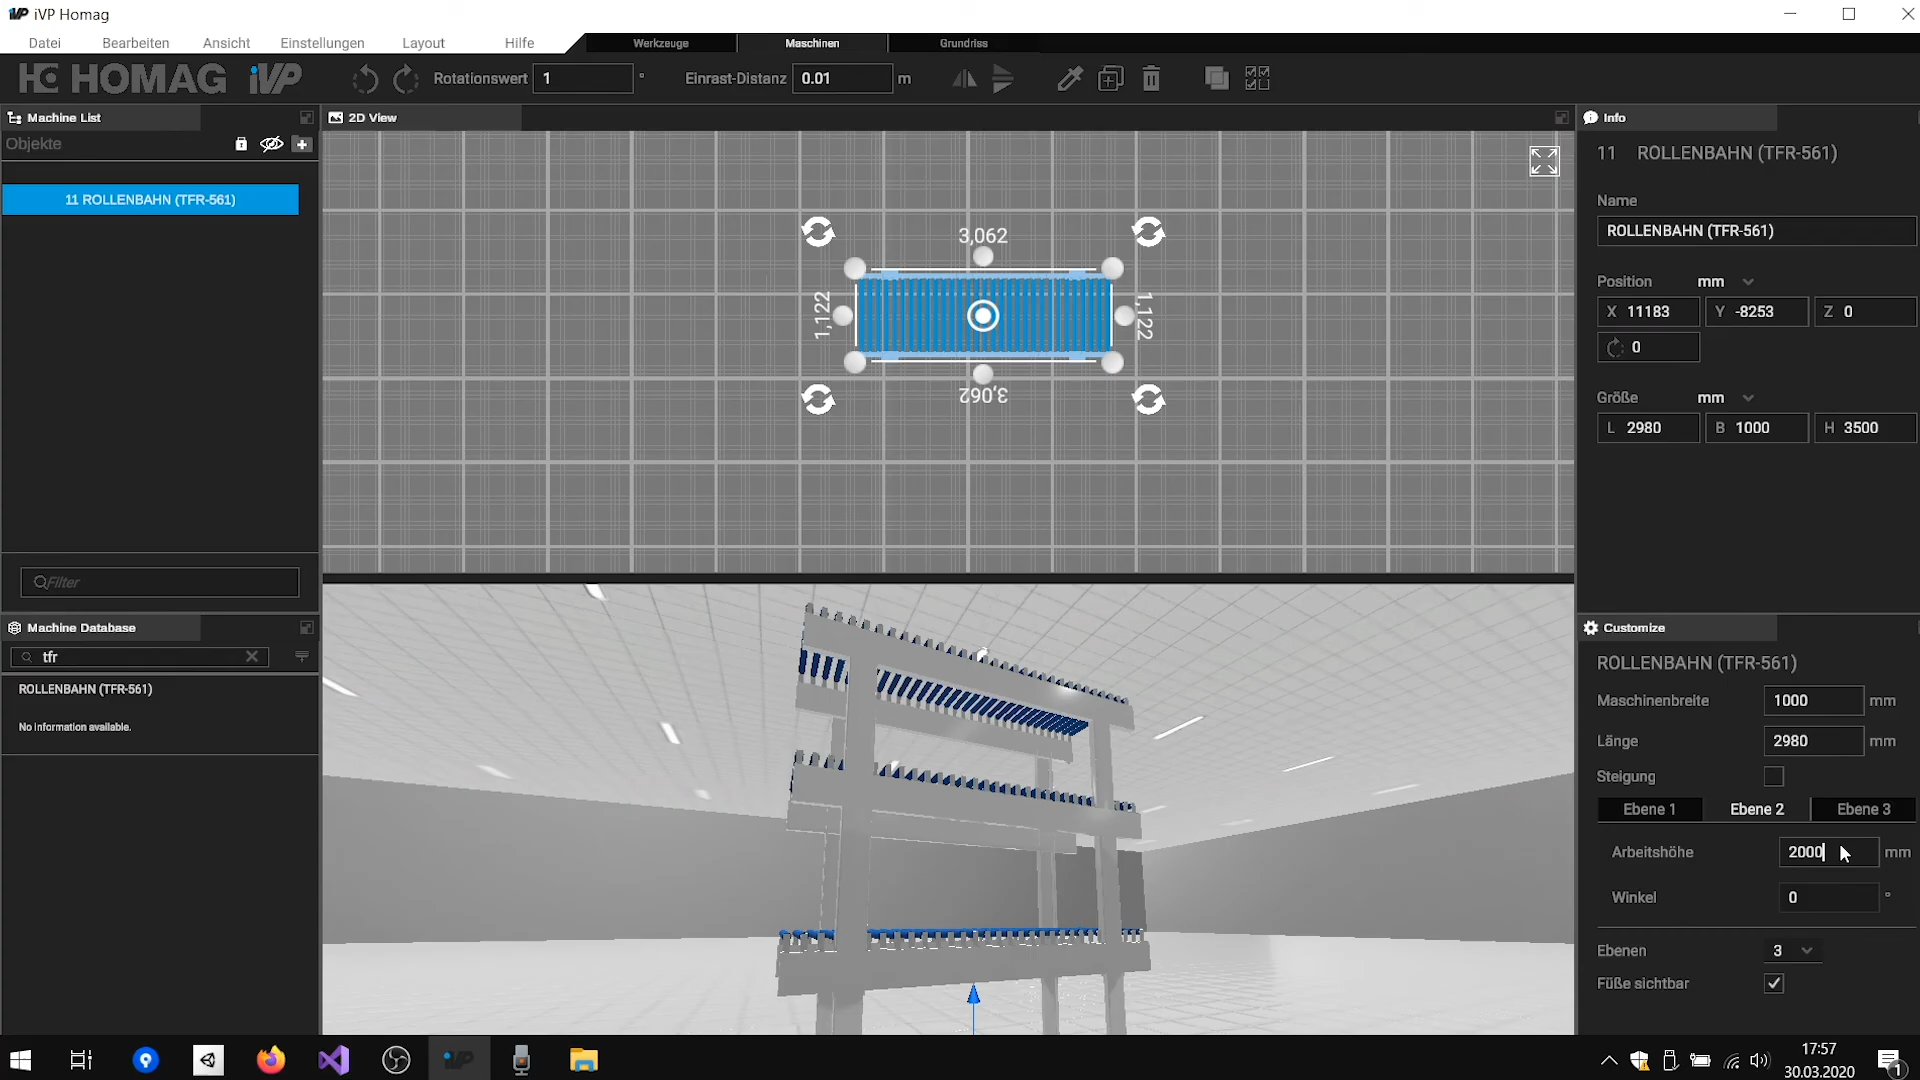 iVP iVP Homag
Datei Bearbeiten Ansicht Einstellungen Layout Hilfe Werkzeuge Maschinen Grundriss
HOMAG iVP Rotationswert 1 ° Einrast-Distanz 0.01 m
Machine List
Objekte
11 ROLLENBAHN (TFR-561)
Filter
Machine Database
tfr
ROLLENBAHN (TFR-561)
No information available.
2D View
3,062
1,122
1,122
3,062
Info
11 ROLLENBAHN (TFR-561)
Name
ROLLENBAHN (TFR-561)
Position mm
X 11183 Y -8253 Z 0
0
Größe mm
L 2980 B 1000 H 3500
Customize
ROLLENBAHN (TFR-561)
Maschinenbreite 1000 mm
Länge 2980 mm
Steigung
Ebene 1 Ebene 2 Ebene 3
Arbeitshöhe 2000 mm
Winkel 0 °
Ebenen 3
Füße sichtbar
iVP
17:57
30.03.2020
1